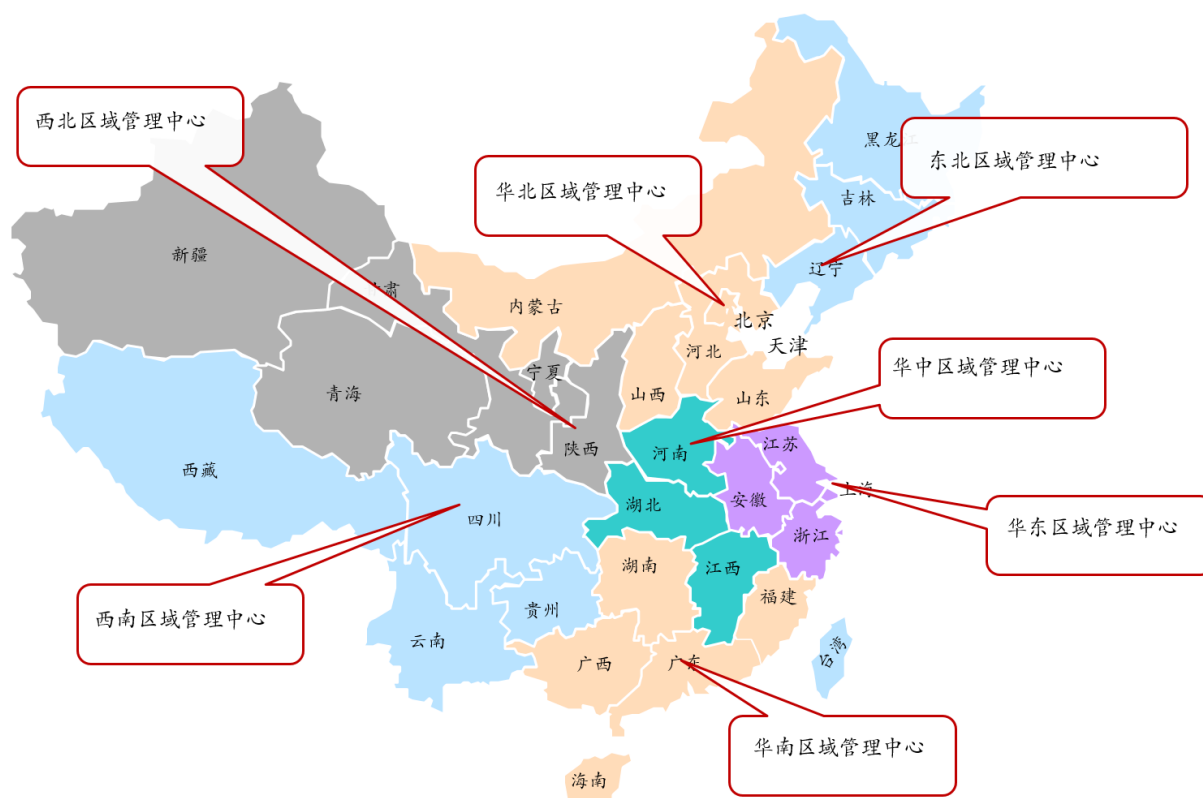 西北区域管理中心
华北区域管理中心
东北区域管理中心
黑龙江
吉林
辽宁
新疆
肃
内蒙古
北京
天津
河北
宁夏
山西
山东
青海
陕西
河南
华中区域管理中心
江苏
西藏
四川
湖北
安徽
上海
浙江
华东区域管理中心
湖南
江西
福建
西南区域管理中心
贵州
云南
广西
广东
台湾
华南区域管理中心
海南